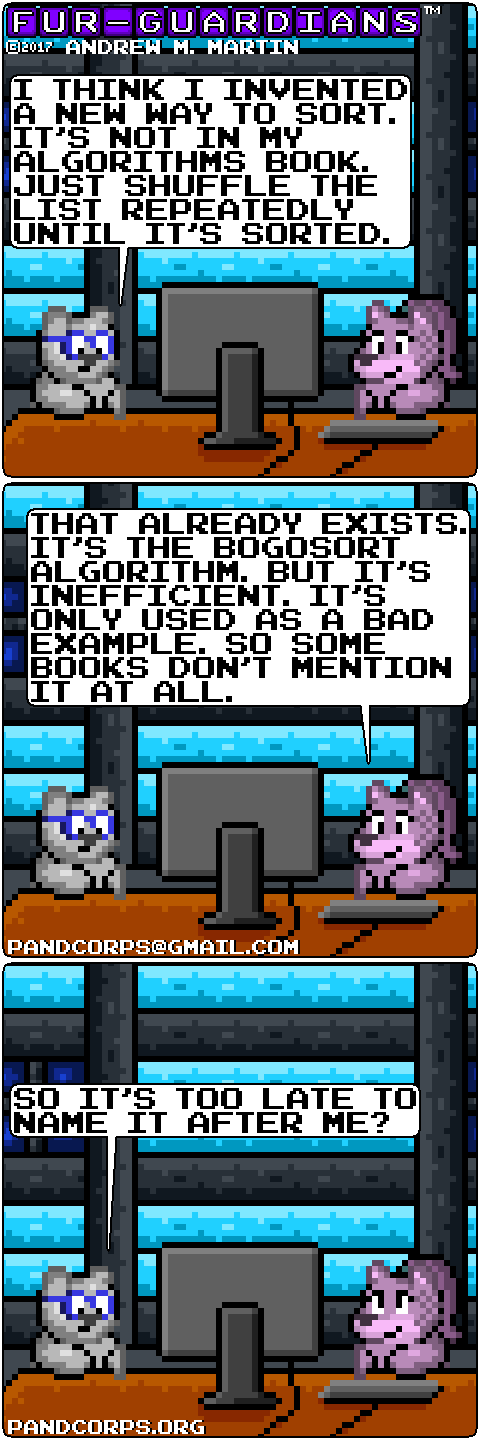 FUR-GUARDIANS™
©2017 ANDREW M. MARTIN
I THINK I INVENTED
A NEW WAY TO SORT.
IT'S NOT IN MY
ALGORITHMS BOOK.
JUST SHUFFLE THE
LIST REPEATEDLY
UNTIL IT'S SORTED.
THAT ALREADY EXISTS.
IT'S THE BOGOSORT
ALGORITHM. BUT IT'S
INEFFICIENT. IT'S
ONLY USED AS A BAD
EXAMPLE. SO SOME
BOOKS DON'T MENTION
IT AT ALL.
PANDCORPS@GMAIL.COM
SO IT'S TOO LATE TO
NAME IT AFTER ME?
PANDCORPS.ORG